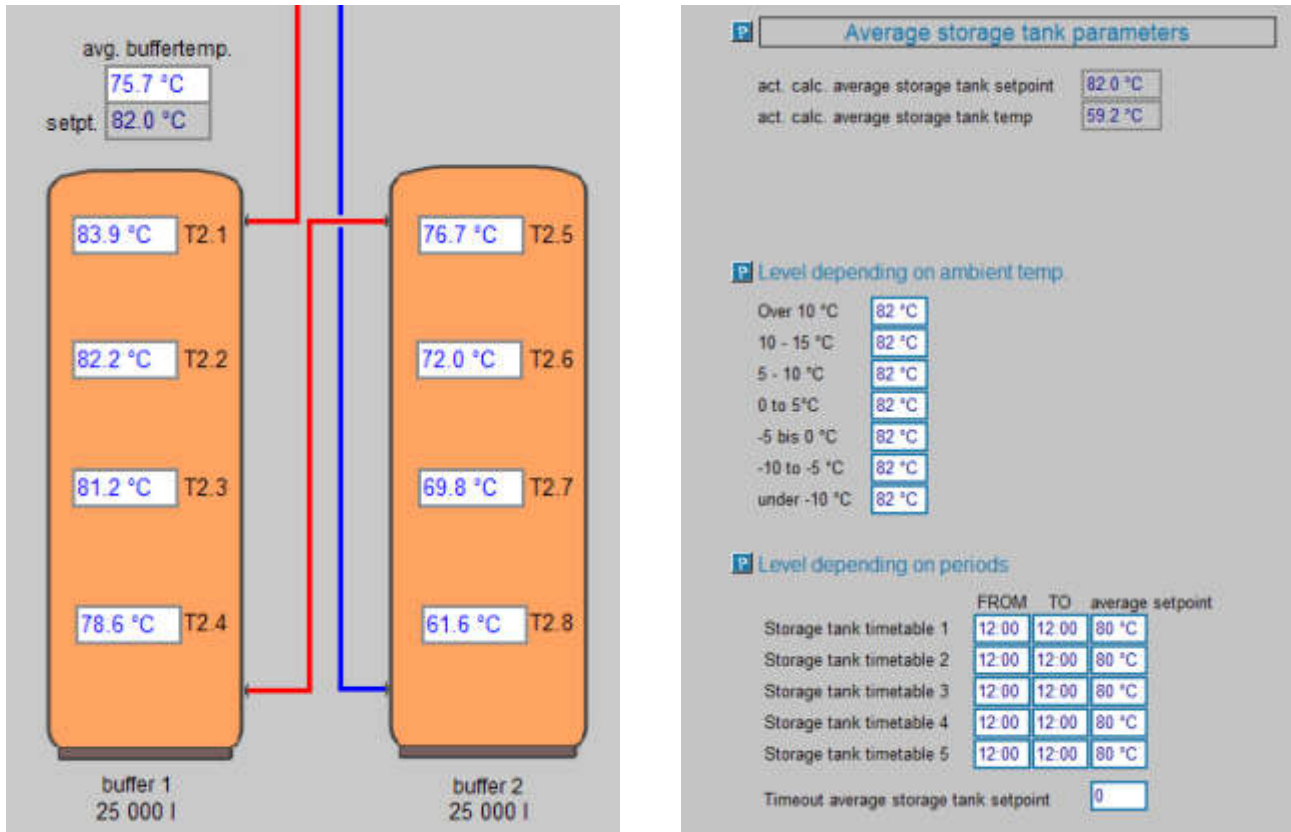 avg. buffertemp.
75.7 °C
setpt. 82.0 °C
83.9 °C T2.1
82.2 °C T2.2
81.2 °C T2.3
78.6 °C T2.4
buffer 1
25 000 l
76.7 °C T2.5
72.0 °C T2.6
69.8 °C T2.7
61.6 °C T2.8
buffer 2
25 000 l
P Average storage tank parameters
act. calc. average storage tank setpoint 82.0 °C
act. calc. average storage tank temp 59.2 °C
P Level depending on ambient temp.
Over 10 °C 82 °C
10 - 15 °C 82 °C
5 - 10 °C 82 °C
0 to 5°C 82 °C
-5 bis 0 °C 82 °C
-10 to -5 °C 82 °C
under -10 °C 82 °C
P Level depending on periods
FROM TO average setpoint
Storage tank timetable 1 12:00 12:00 80 °C
Storage tank timetable 2 12:00 12:00 80 °C
Storage tank timetable 3 12:00 12:00 80 °C
Storage tank timetable 4 12:00 12:00 80 °C
Storage tank timetable 5 12:00 12:00 80 °C
Timeout average storage tank setpoint 0